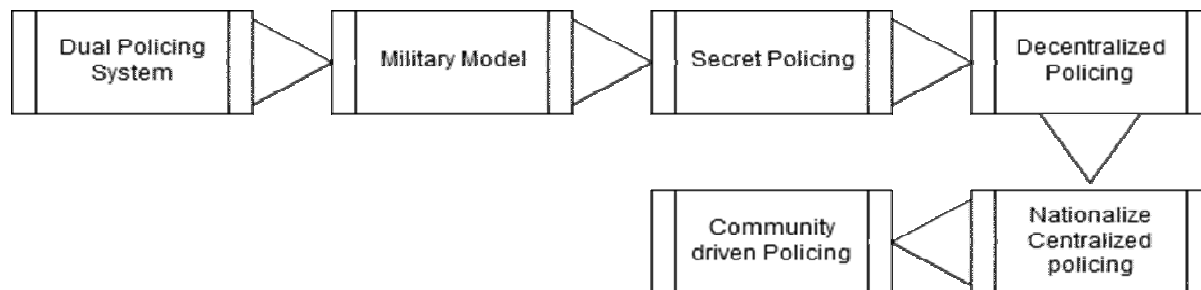 Dual Policing
System
Military Model
Secret Policing
Decentralized
Policing
Nationalize
Centralized
policing
Community
driven Policing